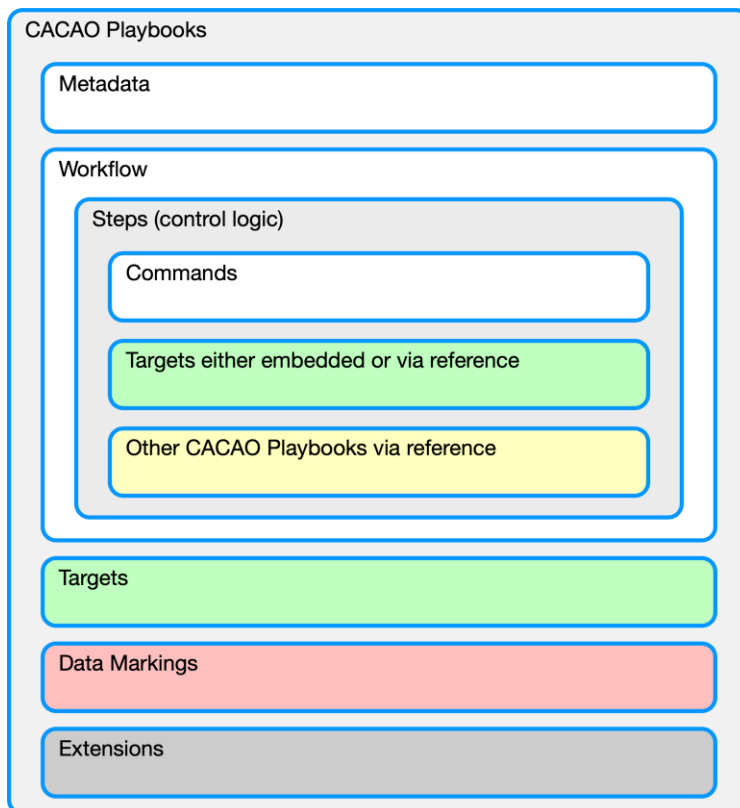 CACAO Playbooks
Metadata
Workflow
Steps (control logic)
Commands
Targets either embedded or via reference
Other CACAO Playbooks via reference
Targets
Data Markings
Extensions